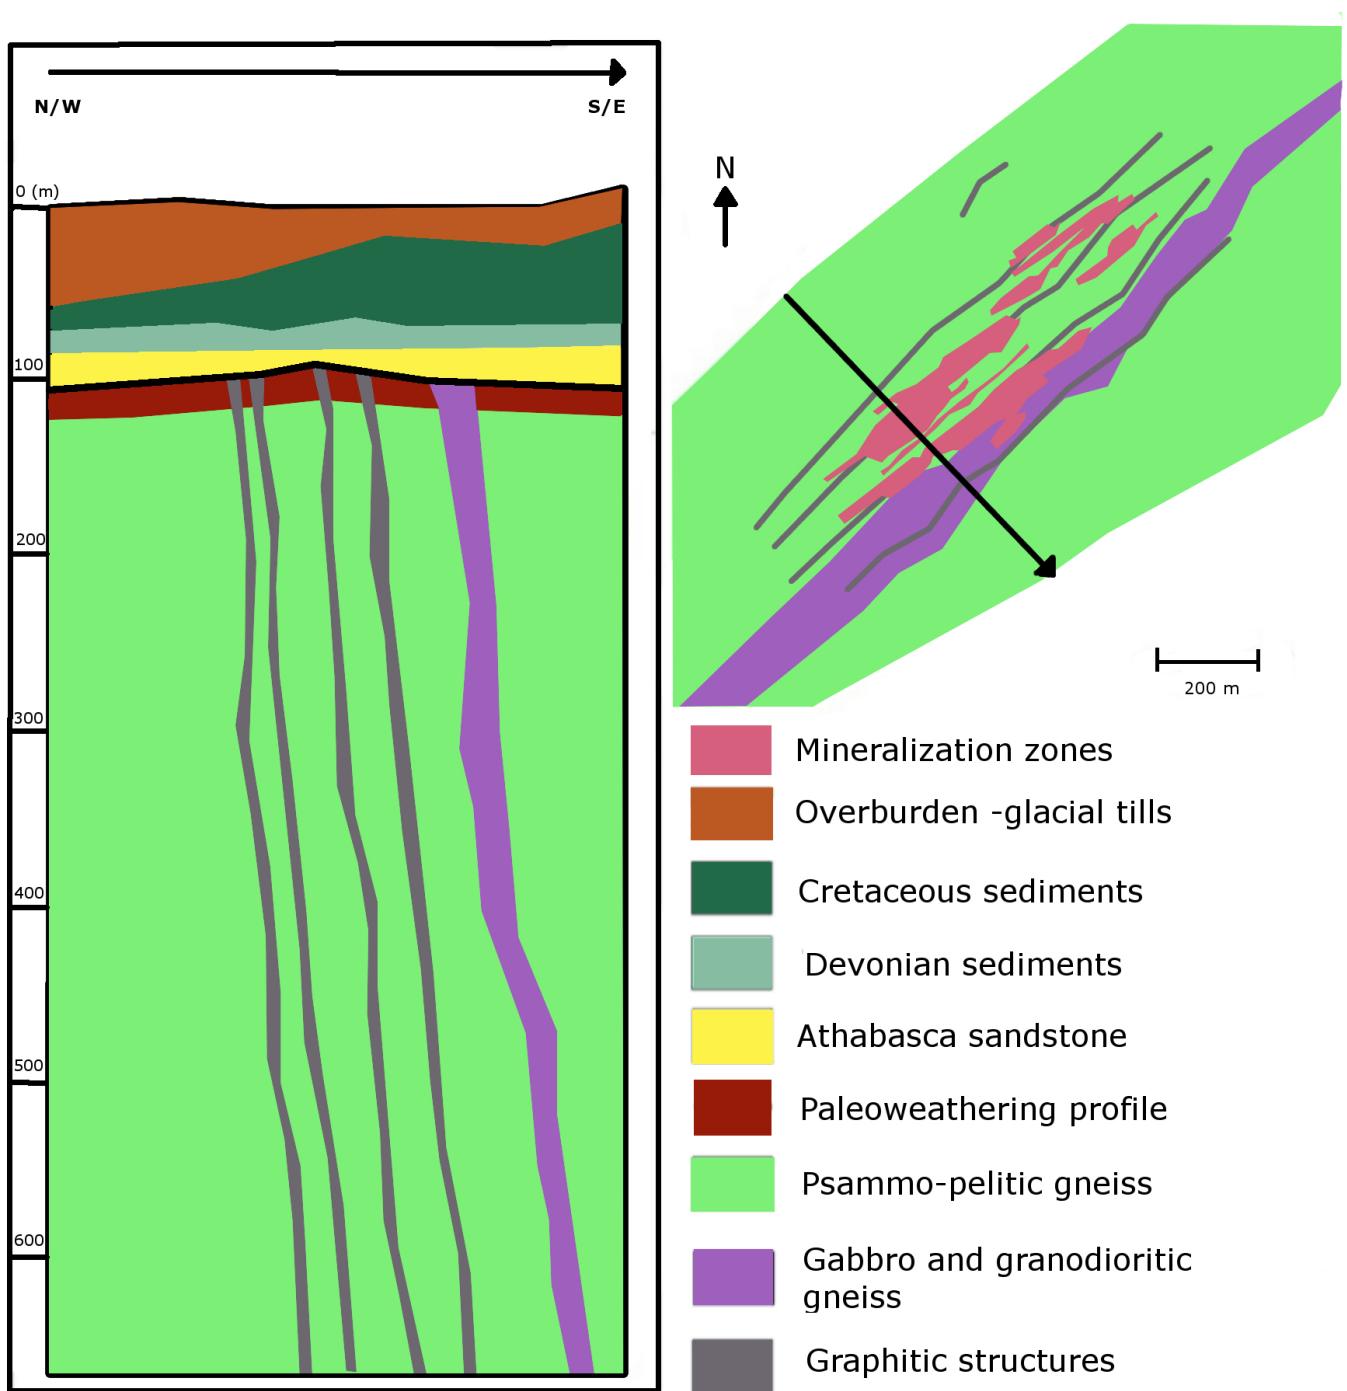 N/W
S/E
0 (m)
100
200
300
400
500
600
N
200 m
Mineralization zones
Overburden -glacial tills
Cretaceous sediments
Devonian sediments
Athabasca sandstone
Paleoweathering profile
Psammo-pelitic gneiss
Gabbro and granodioritic
gneiss
Graphitic structures